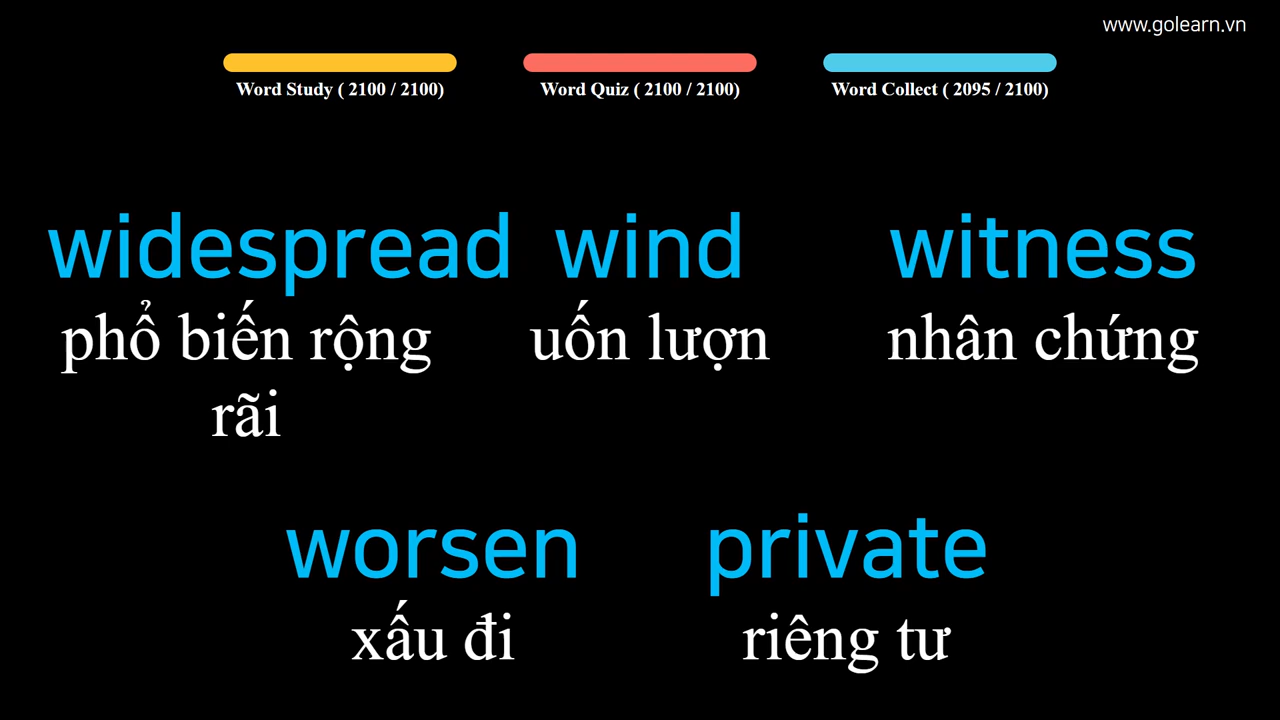 www.golearn.vn
Word Study ( 2100 / 2100)
Word Quiz ( 2100 / 2100)
Word Collect ( 2095 / 2100)
widespread
phổ biến rộng
rãi
wind
uốn lượn
witness
nhân chứng
worsen
xấu đi
private
riêng tư